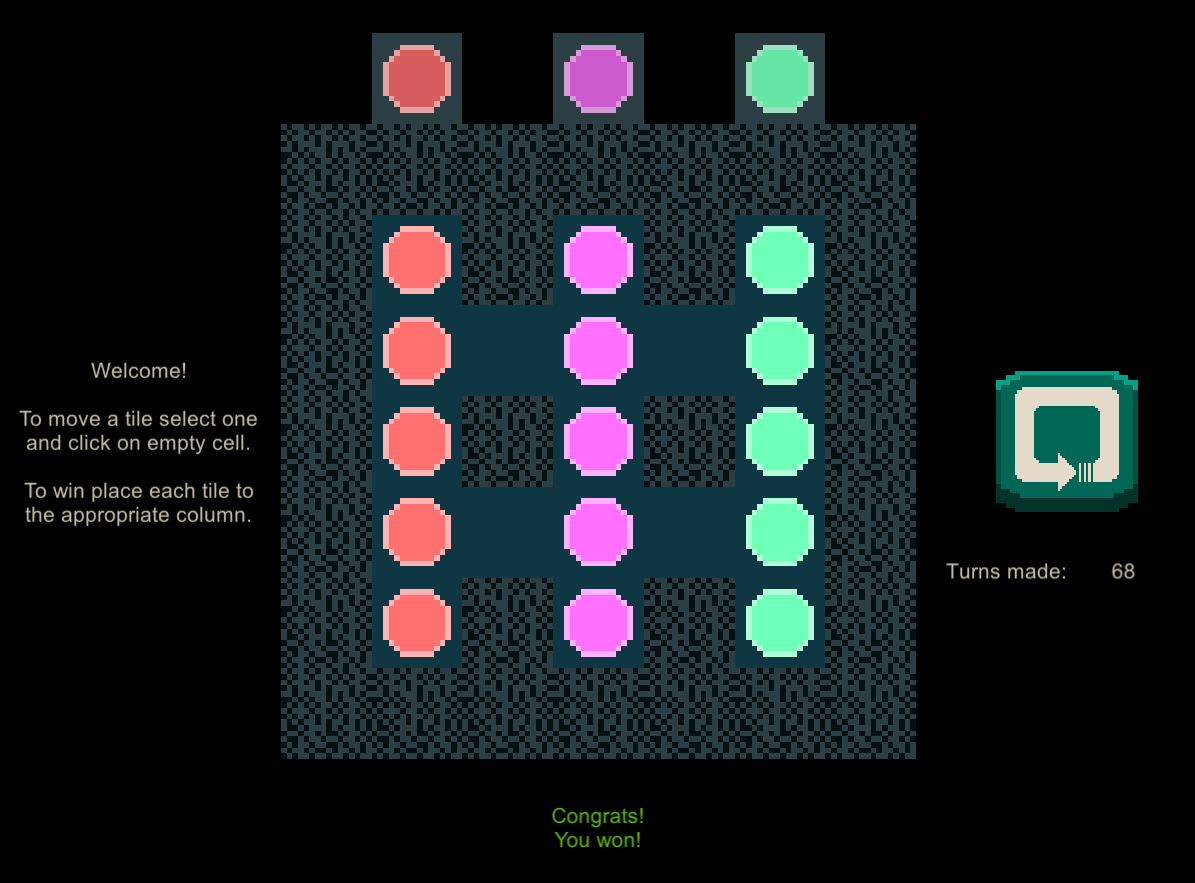 Welcome!
To move a tile select one
and click on empty cell.
To win place each tile to
the appropriate column.
Turns made: 68
Congrats!
You won!